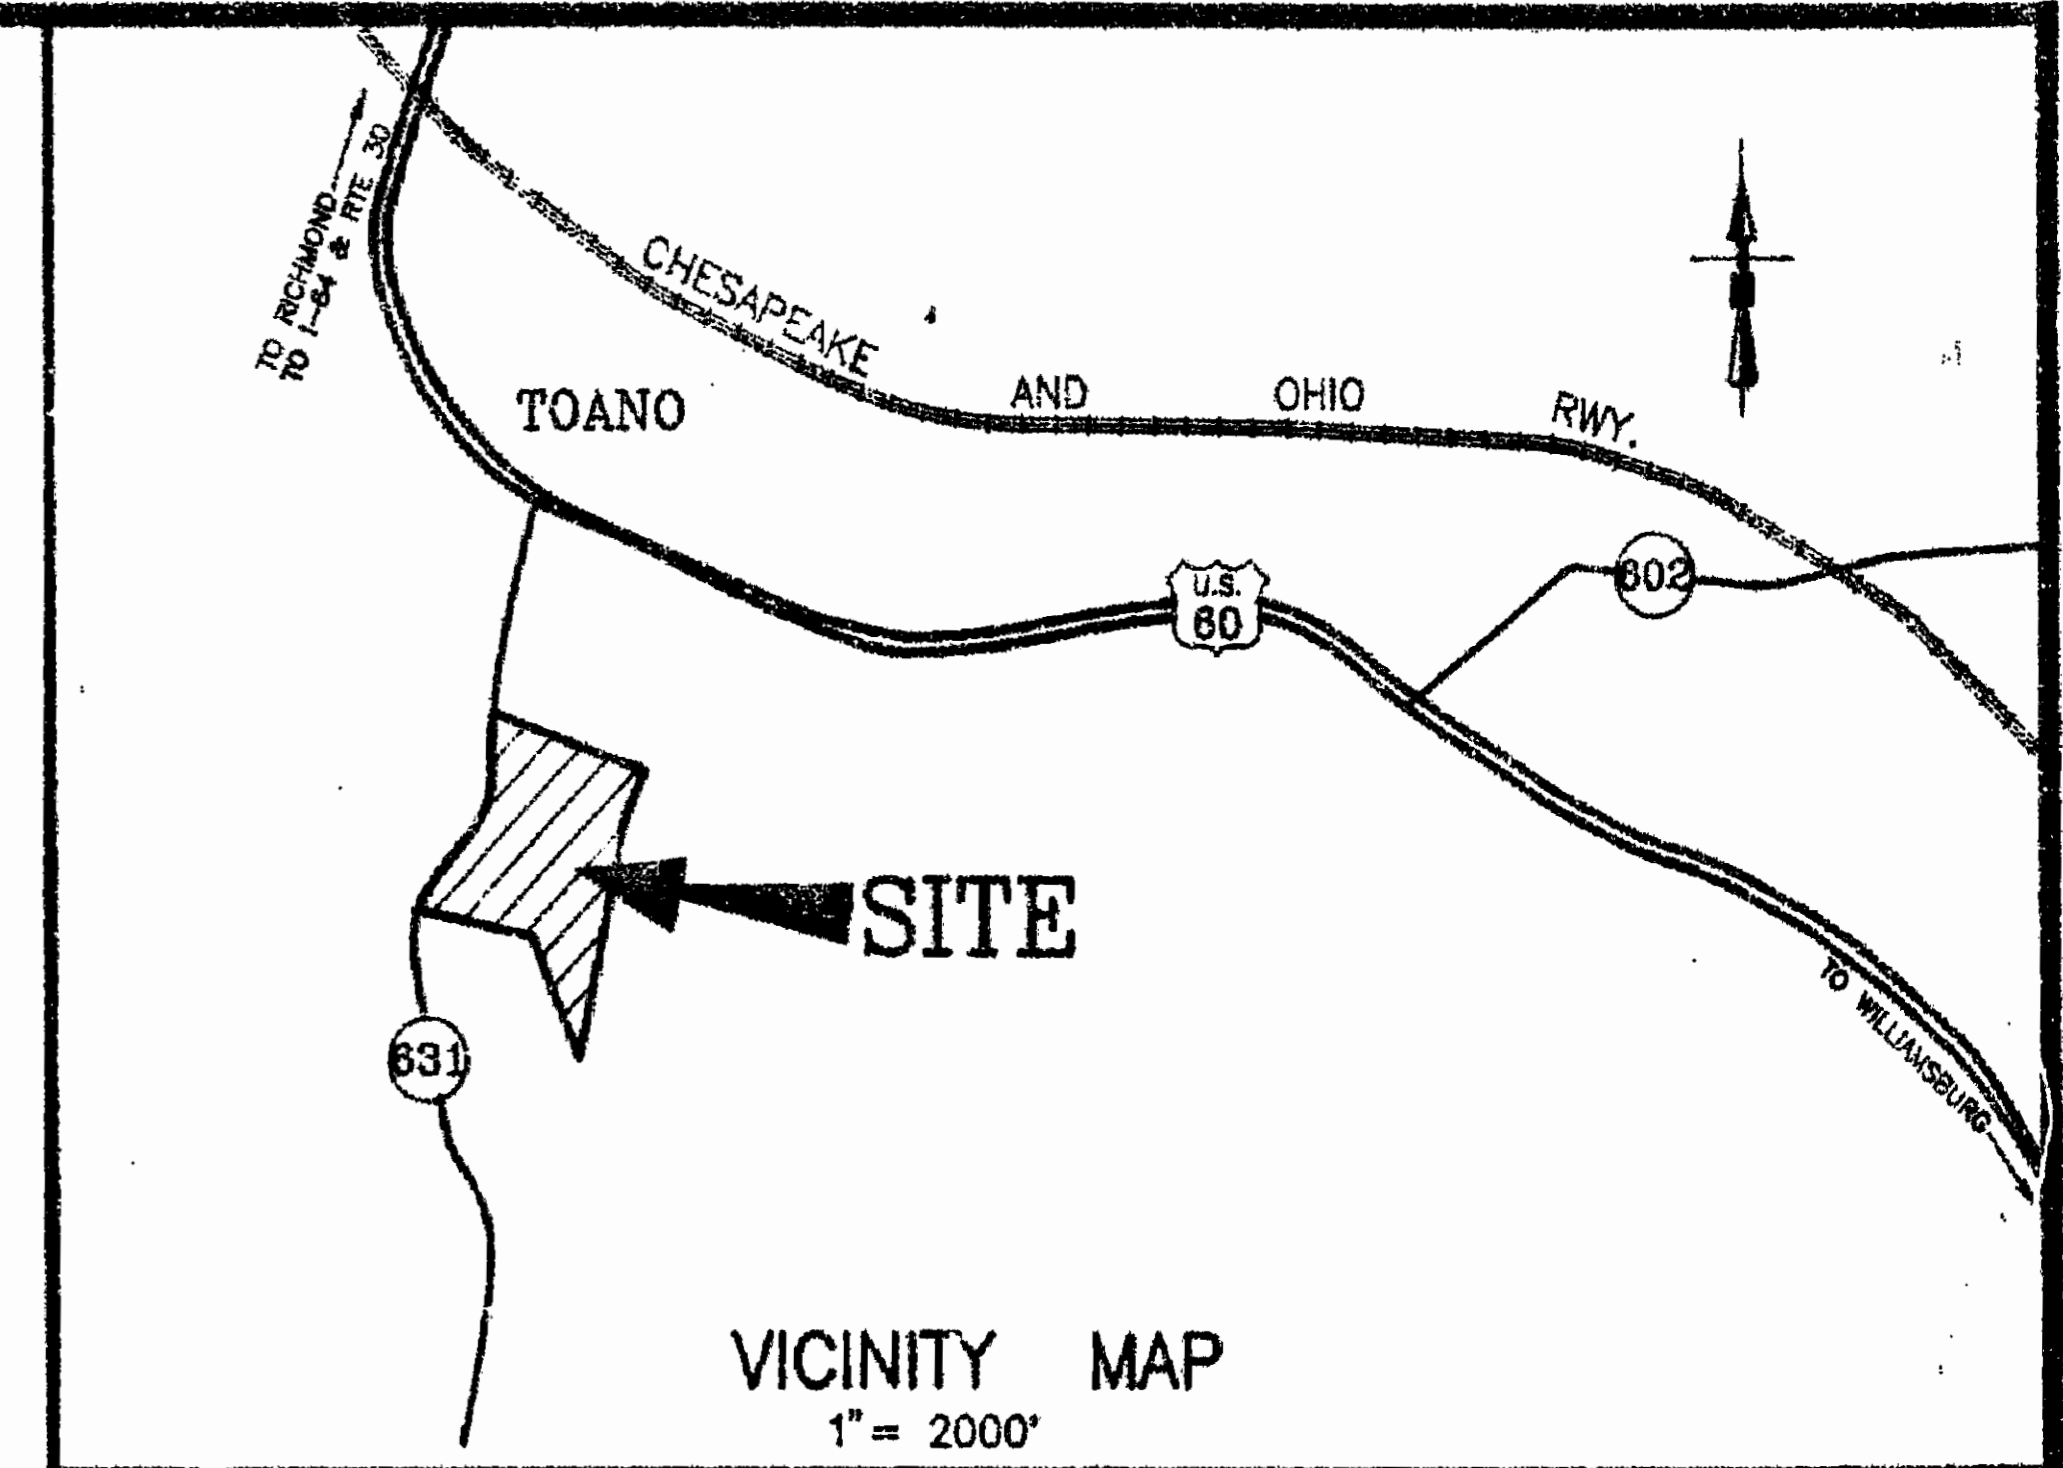 TO RICHMOND
TO I-64 & RTE 30
CHESAPEAKE AND OHIO RWY.
TOANO
U.S.
60
602
SITE
631
TO WILLIAMSBURG
VICINITY MAP
1" = 2000'